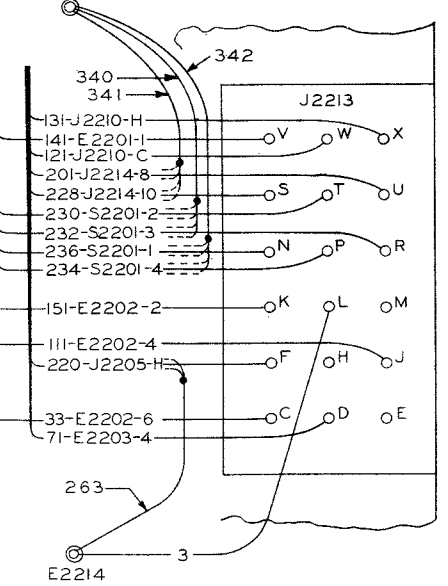 342
340
341
J2213
131-J2210-H
141-E2201-1
V W X
121-J2210-C
201-J2214-8
228-J2214-10
S T U
230-S2201-2
232-S2201-3
236-S2201-1
N P R
234-S2201-4
151-E2202-2
K L M
111-E2202-4
220-J2205-H
F H J
33-E2202-6
C D E
71-E2203-4
263
3
E2214